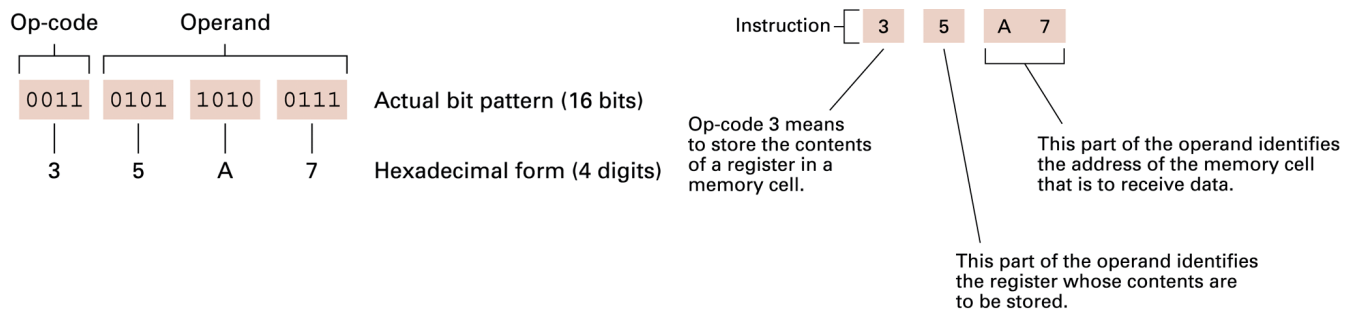 Op-code Operand
0011 0101 1010 0111 Actual bit pattern (16 bits)
3 5 A 7 Hexadecimal form (4 digits)
Instruction 3 5 A 7
Op-code 3 means
to store the contents
of a register in a
memory cell.
This part of the operand identifies
the address of the memory cell
that is to receive data.
This part of the operand identifies
the register whose contents are
to be stored.